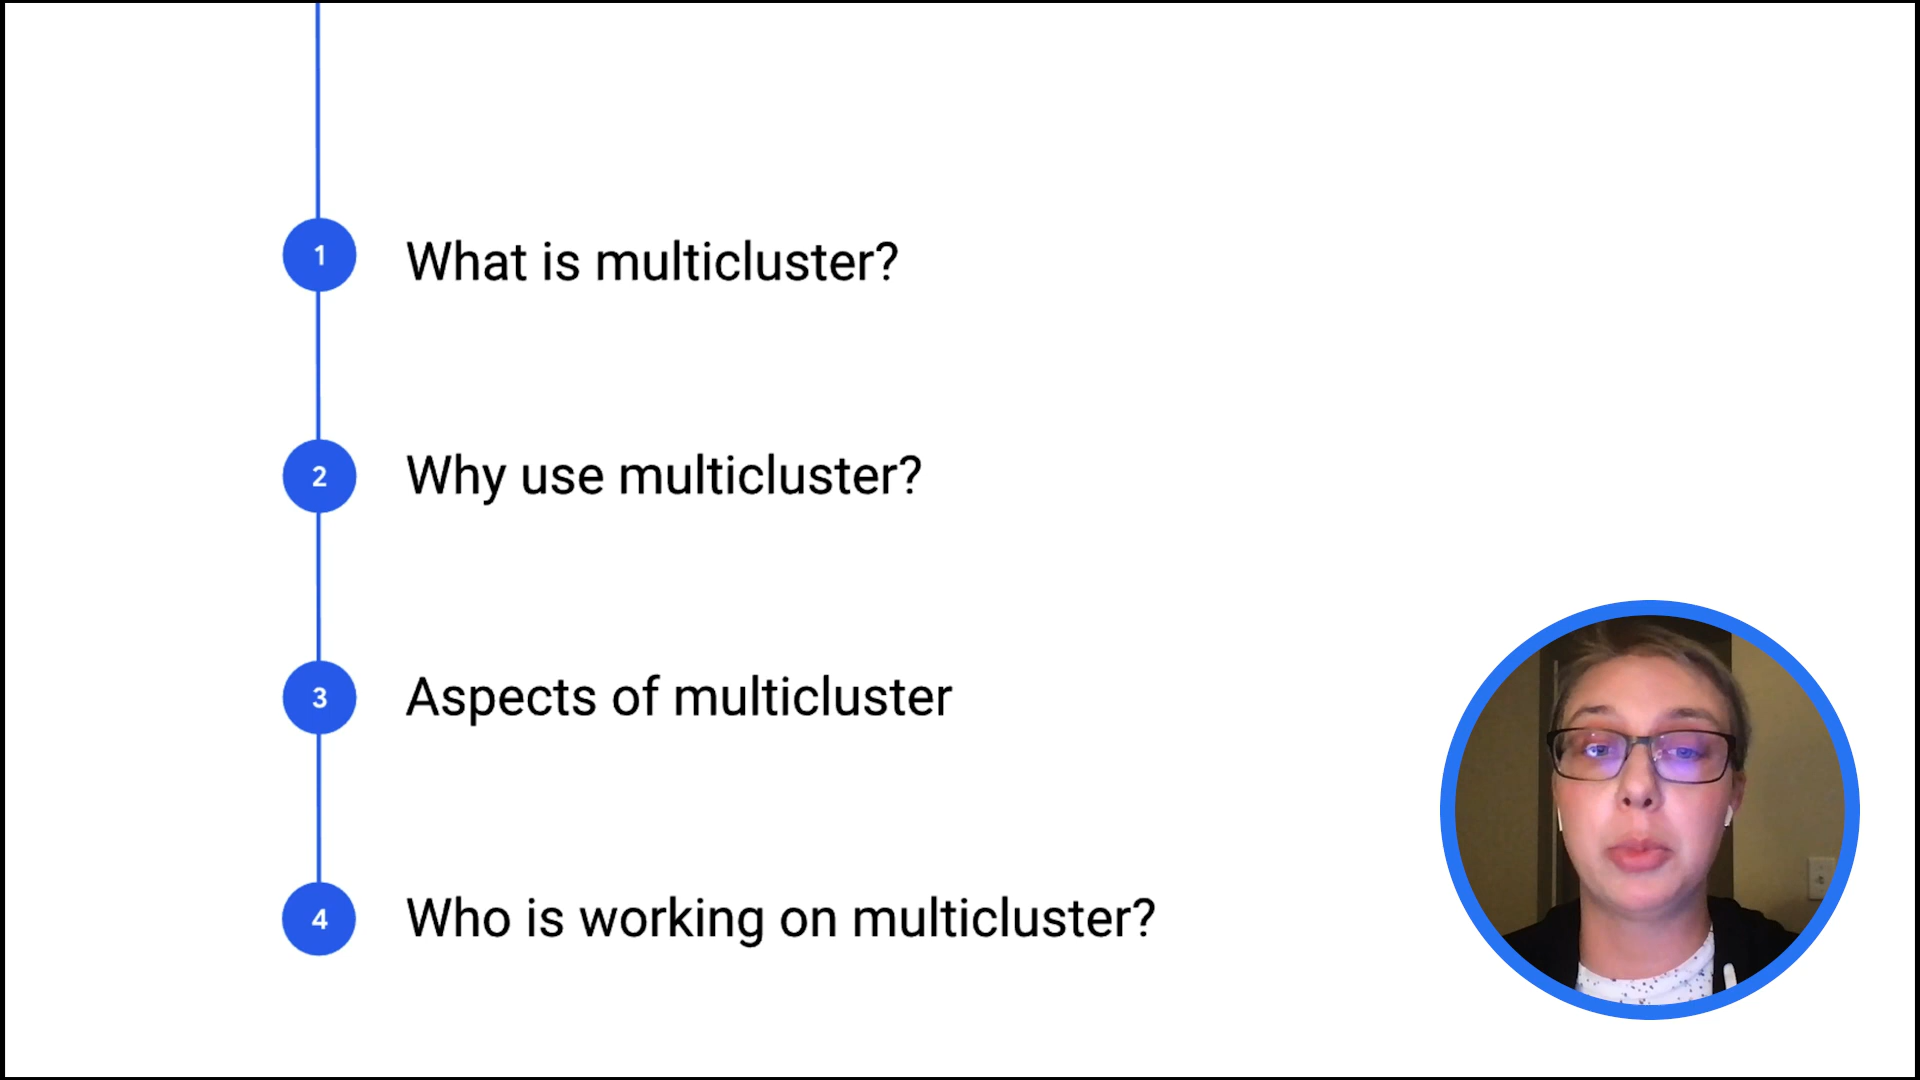 1 What is multicluster?
2 Why use multicluster?
3 Aspects of multicluster
4 Who is working on multicluster?